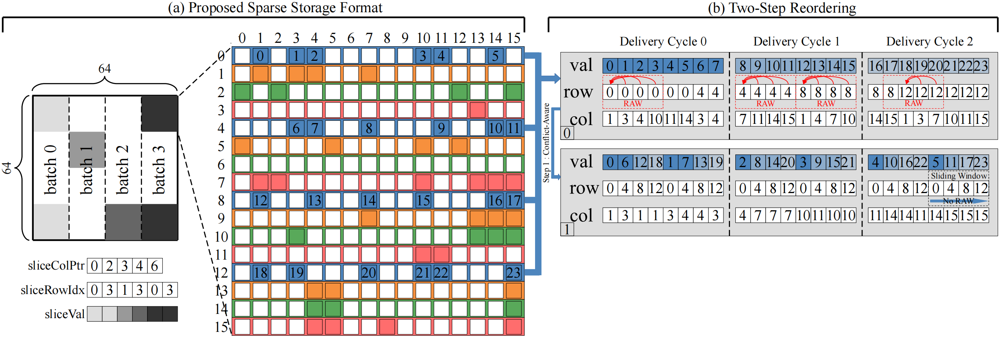 (a) Proposed Sparse Storage Format
(b) Two-Step Reordering
64
64
batch 0
batch 1
batch 2
batch 3
sliceColPtr 0 2 3 4 6
sliceRowIdx 0 3 1 3 0 3
sliceVal
0 1 2 3 4 5 6 7 8 9 10 11 12 13 14 15
0 0 1 2 3 4 5
1
2
3
4 6 7 8 9 10 11
5
6
7
8 12 13 14 15 16 17
9
10
11
12 18 19 20 21 22 23
13
14
15
Step 1 : Conflict-Aware
Delivery Cycle 0 Delivery Cycle 1 Delivery Cycle 2
val 0 1 2 3 4 5 6 7 8 9 10 11 12 13 14 15 16 17 18 19 20 21 22 23
row 0 0 0 0 0 0 4 4 4 4 4 4 8 8 8 8 8 8 12 12 12 12 12 12
RAW RAW RAW RAW
col 1 3 4 10 11 14 3 4 7 11 14 15 1 4 7 10 14 15 1 3 7 10 11 15
0
val 0 6 12 18 1 7 13 19 2 8 14 20 3 9 15 21 4 10 16 22 5 11 17 23
Sliding Window
row 0 4 8 12 0 4 8 12 0 4 8 12 0 4 8 12 0 4 8 12 0 4 8 12
No RAW
col 1 3 1 1 3 4 4 3 4 7 7 7 10 11 10 10 11 14 14 11 14 15 15 15
1